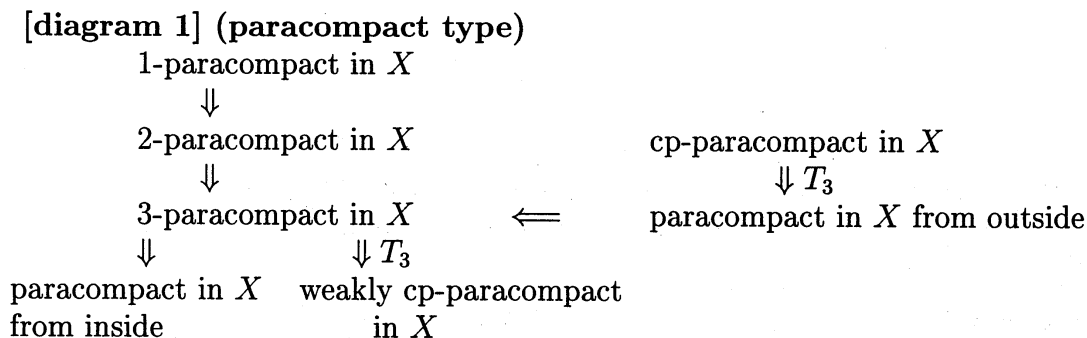 [diagram 1] (paracompact type)
1-paracompact in X
⇓
2-paracompact in X cp-paracompact in X
⇓ ⇓ T₃
3-paracompact in X ⟸ paracompact in X from outside
⇓ ⇓ T₃
paracompact in X weakly cp-paracompact
from inside in X